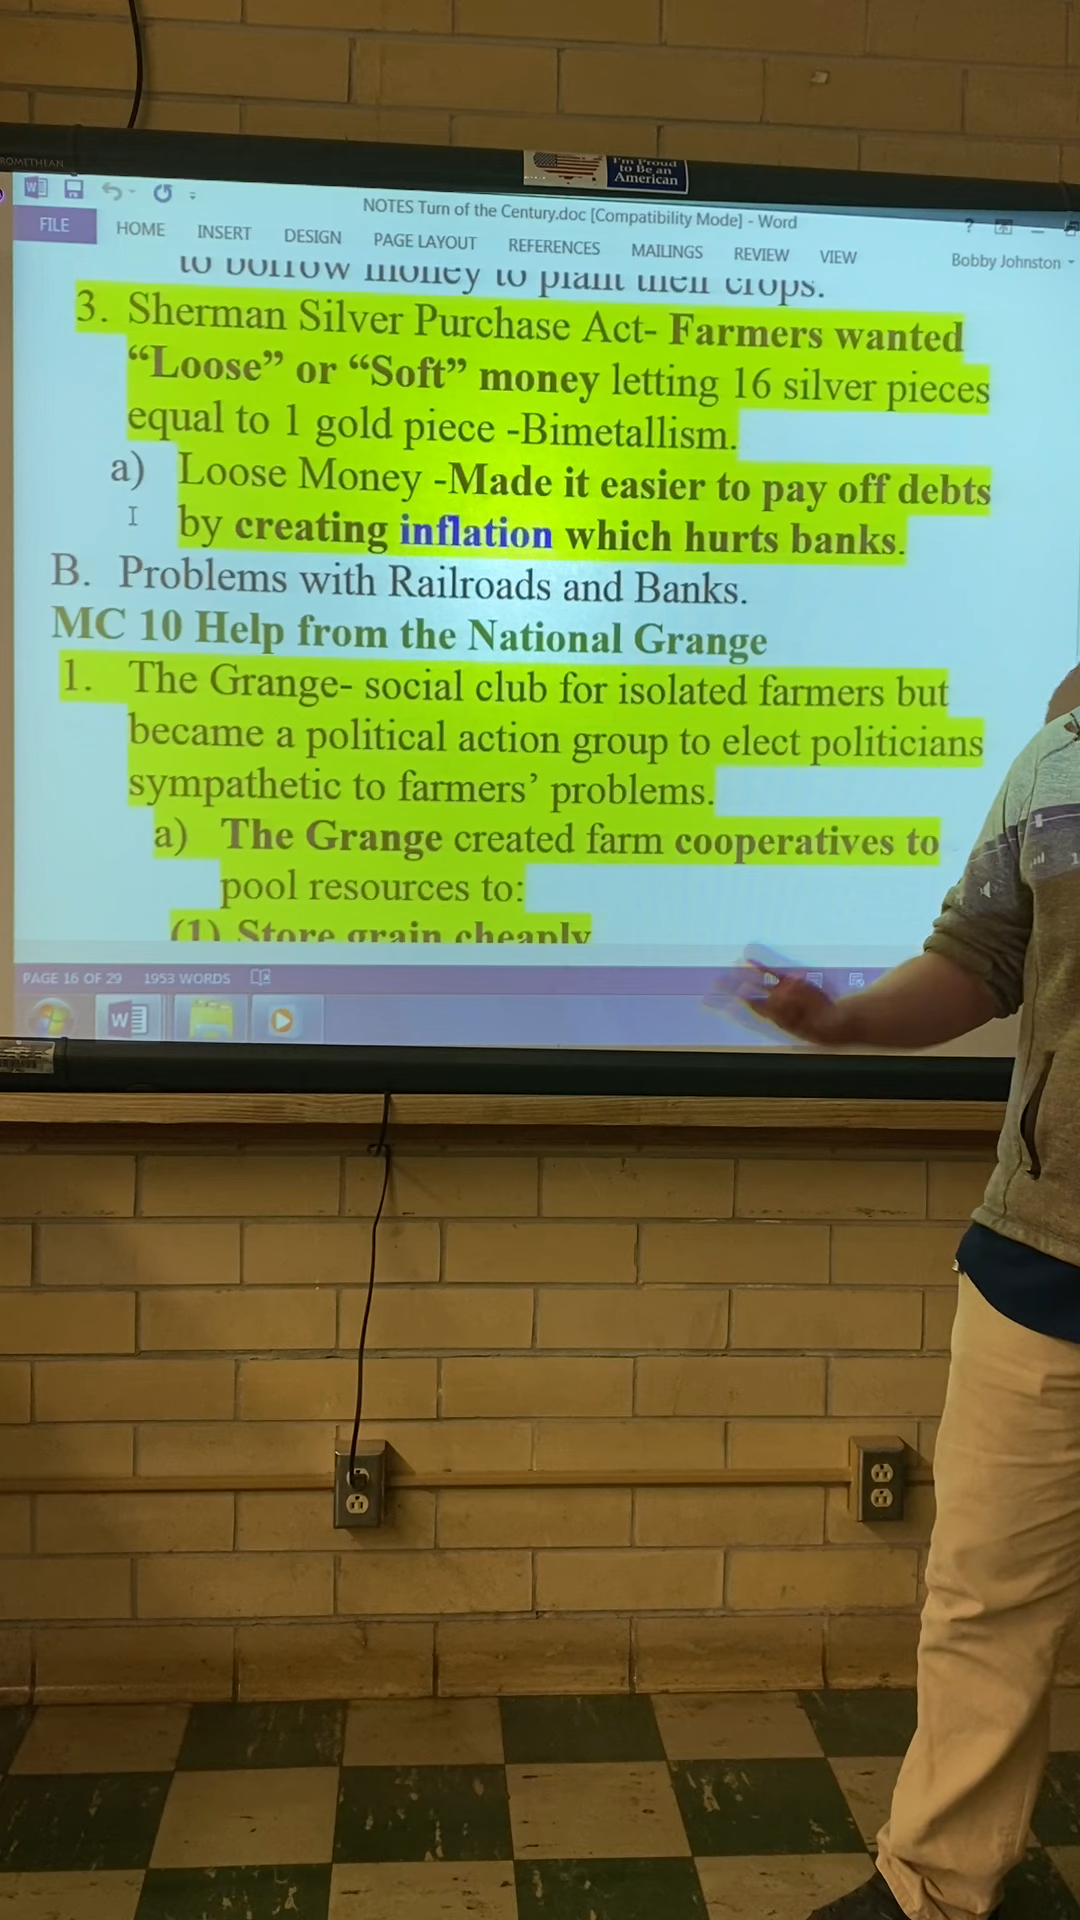 PROMETHEAN
I'm Proud
to Be an
American
NOTES Turn of the Century.doc [Compatibility Mode] - Word
FILE HOME INSERT DESIGN PAGE LAYOUT REFERENCES MAILINGS REVIEW VIEW Bobby Johnston
to borrow money to plant their crops.
3. Sherman Silver Purchase Act- Farmers wanted
“Loose” or “Soft” money letting 16 silver pieces
equal to 1 gold piece -Bimetallism.
a) Loose Money -Made it easier to pay off debts
by creating inflation which hurts banks.
B. Problems with Railroads and Banks.
MC 10 Help from the National Grange
1. The Grange- social club for isolated farmers but
became a political action group to elect politicians
sympathetic to farmers’ problems.
a) The Grange created farm cooperatives to
pool resources to:
(1) Store grain cheaply
PAGE 16 OF 29 1953 WORDS